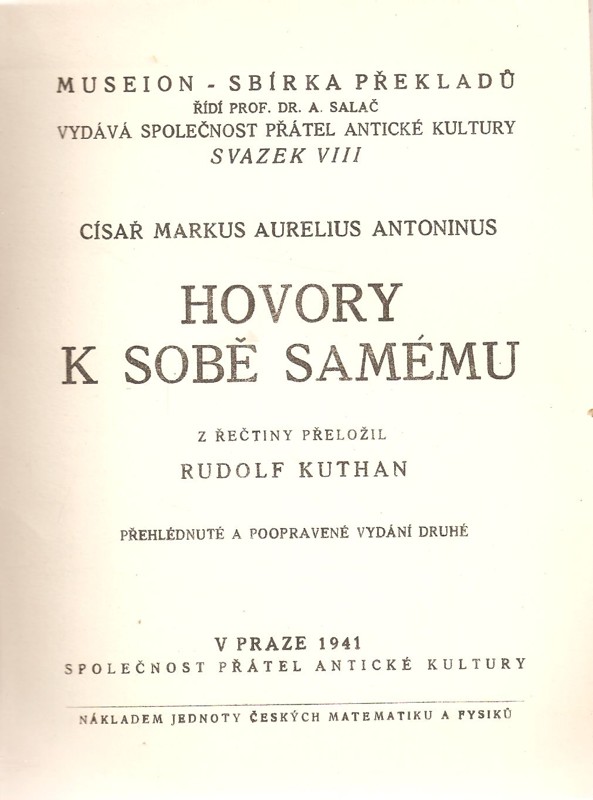 MUSEION - SBÍRKA PŘEKLADŮ
ŘÍDÍ PROF. DR. A. SALAČ
VYDÁVÁ SPOLEČNOST PŘÁTEL ANTICKÉ KULTURY
SVAZEK VIII
CÍSAŘ MARKUS AURELIUS ANTONINUS
HOVORY
K SOBĚ SAMÉMU
Z ŘEČTINY PŘELOŽIL
RUDOLF KUTHAN
PŘEHLÉDNUTÉ A POOPRAVENÉ VYDÁNÍ DRUHÉ
V PRAZE 1941
SPOLEČNOST PŘÁTEL ANTICKÉ KULTURY
NÁKLADEM JEDNOTY ČESKÝCH MATEMATIKU A FYSIKŮ